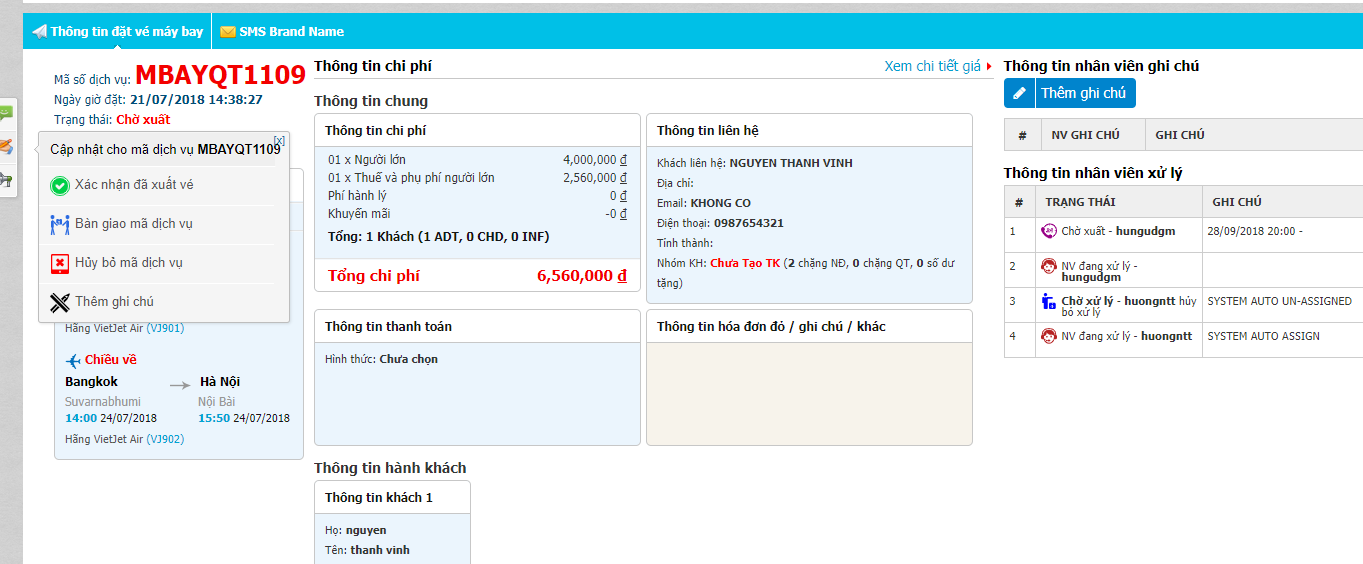 Thông tin đặt vé máy bay
SMS Brand Name
Mã số dịch vụ: MBAYQT1109
Ngày giờ đặt: 21/07/2018 14:38:27
Trạng thái: Chờ xuất
[x]
Cập nhật cho mã dịch vụ MBAYQT1109
Xác nhận đã xuất vé
Bàn giao mã dịch vụ
Hủy bỏ mã dịch vụ
Thêm ghi chú
Hãng VietJet Air (VJ901)
Chiều về
Bangkok Hà Nội
Suvarnabhumi Nội Bài
14:00 24/07/2018 15:50 24/07/2018
Hãng VietJet Air (VJ902)
Thông tin chi phí
Xem chi tiết giá
Thông tin chung
Thông tin chi phí
01 x Người lớn 4,000,000 đ
01 x Thuế và phụ phí người lớn 2,560,000 đ
Phí hành lý 0 đ
Khuyến mãi -0 đ
Tổng: 1 Khách (1 ADT, 0 CHD, 0 INF)
Tổng chi phí 6,560,000 đ
Thông tin liên hệ
Khách liên hệ: NGUYEN THANH VINH
Địa chỉ:
Email: KHONG CO
Điện thoại: 0987654321
Tỉnh thành:
Nhóm KH: Chưa Tạo TK (2 chặng NĐ, 0 chặng QT, 0 số dư
tặng)
Thông tin thanh toán
Hình thức: Chưa chọn
Thông tin hóa đơn đỏ / ghi chú / khác
Thông tin hành khách
Thông tin khách 1
Họ: nguyen
Tên: thanh vinh
Thông tin nhân viên ghi chú
Thêm ghi chú
# NV GHI CHÚ GHI CHÚ
Thông tin nhân viên xử lý
# TRẠNG THÁI GHI CHÚ
1 Chờ xuất - hungudgm 28/09/2018 20:00 -
2 NV đang xử lý -
hungudgm
3 Chờ xử lý - huongntt hủy SYSTEM AUTO UN-ASSIGNED
bỏ xử lý
4 NV đang xử lý - huongntt SYSTEM AUTO ASSIGN